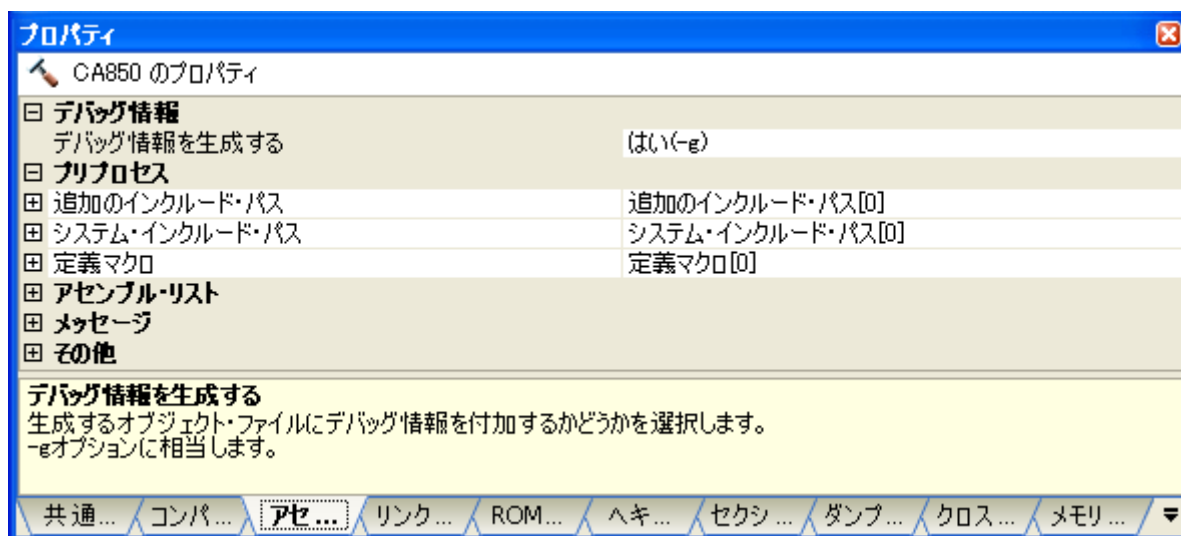 プロパティ
CA850 のプロパティ
デバッグ情報
デバッグ情報を生成する はい(-g)
プリプロセス
追加のインクルード・パス 追加のインクルード・パス[0]
システム・インクルード・パス システム・インクルード・パス[0]
定義マクロ 定義マクロ[0]
アセンブル・リスト
メッセージ
その他
デバッグ情報を生成する
生成するオブジェクト・ファイルにデバッグ情報を付加するかどうかを選択します。
-gオプションに相当します。
共通... コンパ... アセ... リンク... ROM... ヘキ... セクシ... ダンプ... クロス... メモリ...